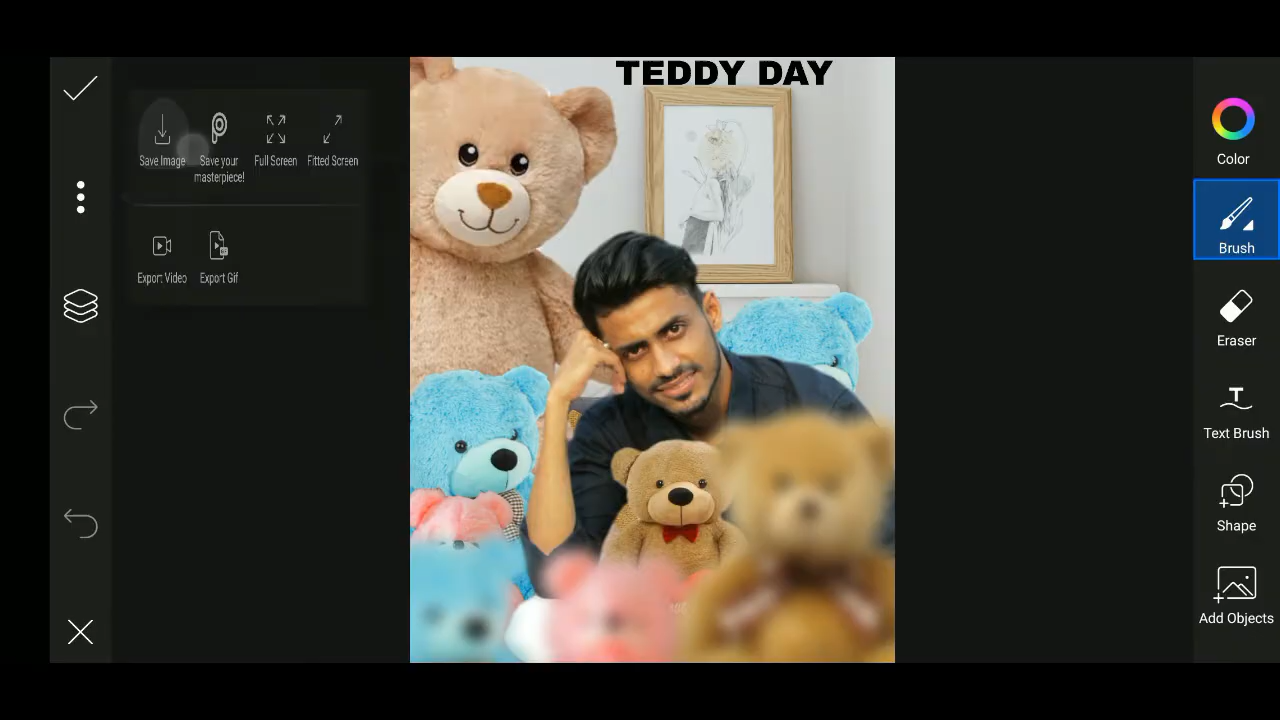 TEDDY DAY
Save Image
Save your
masterpiece!
Full Screen
Fitted Screen
Export Video
Export Gif
Color
Brush
Eraser
Text Brush
Shape
Add Objects